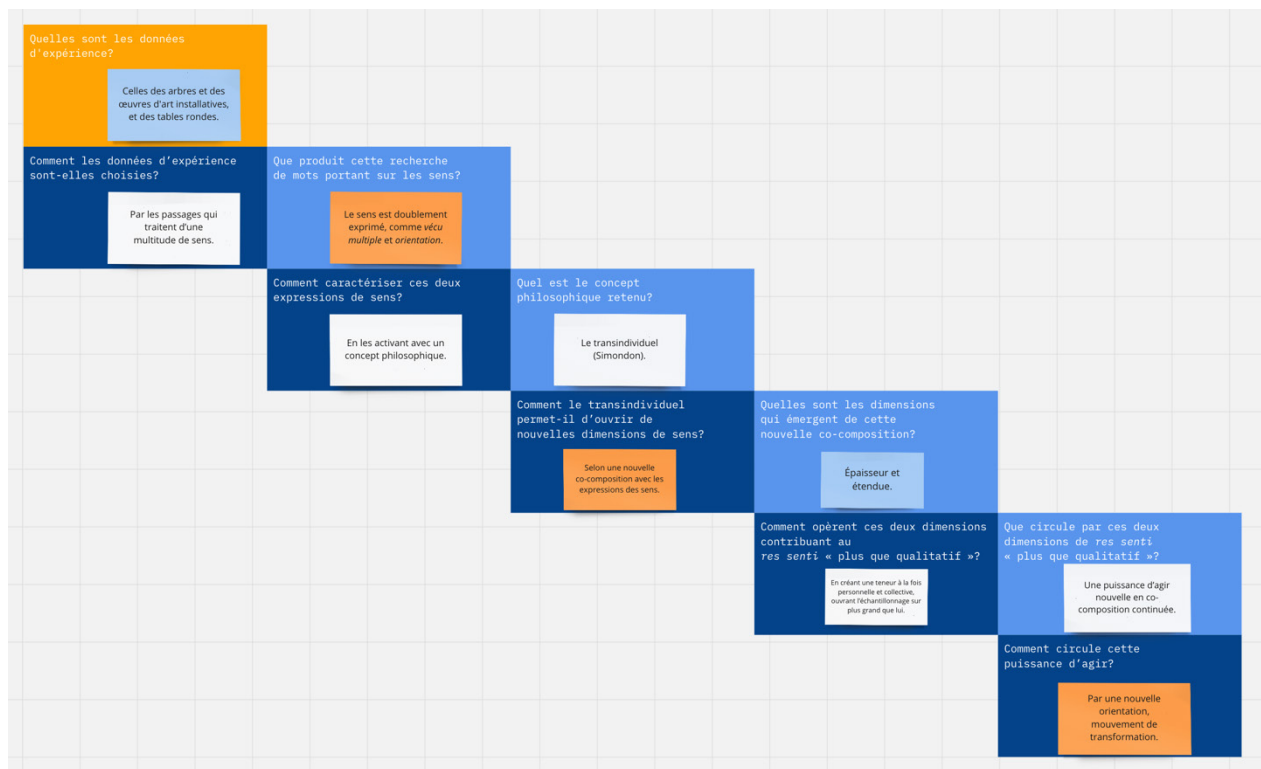 Quelles sont les données
d'expérience?
Celles des arbres et des
œuvres d'art installatives,
et des tables rondes.
Comment les données d’expérience
sont-elles choisies?
Par les passages qui
traitent d’une
multitude de sens.
Que produit cette recherche
de mots portant sur les sens?
Le sens est doublement
exprimé, comme vécu
multiple et orientation.
Comment caractériser ces deux
expressions de sens?
En les activant avec un
concept philosophique.
Quel est le concept
philosophique retenu?
Le transindividuel
(Simondon).
Comment le transindividuel
permet-il d’ouvrir de
nouvelles dimensions de sens?
Selon une nouvelle
co-composition avec les
expressions des sens.
Quelles sont les dimensions
qui émergent de cette
nouvelle co-composition?
Épaisseur et
étendue.
Comment opèrent ces deux dimensions
contribuant au
res senti « plus que qualitatif »?
En créant une teneur à la fois
personnelle et collective,
ouvrant l’échantillonnage sur
plus grand que lui.
Que circule par ces deux
dimensions de res senti
« plus que qualitatif »?
Une puissance d’agir
nouvelle en co-
composition continuée.
Comment circule cette
puissance d’agir?
Par une nouvelle
orientation,
mouvement de
transformation.